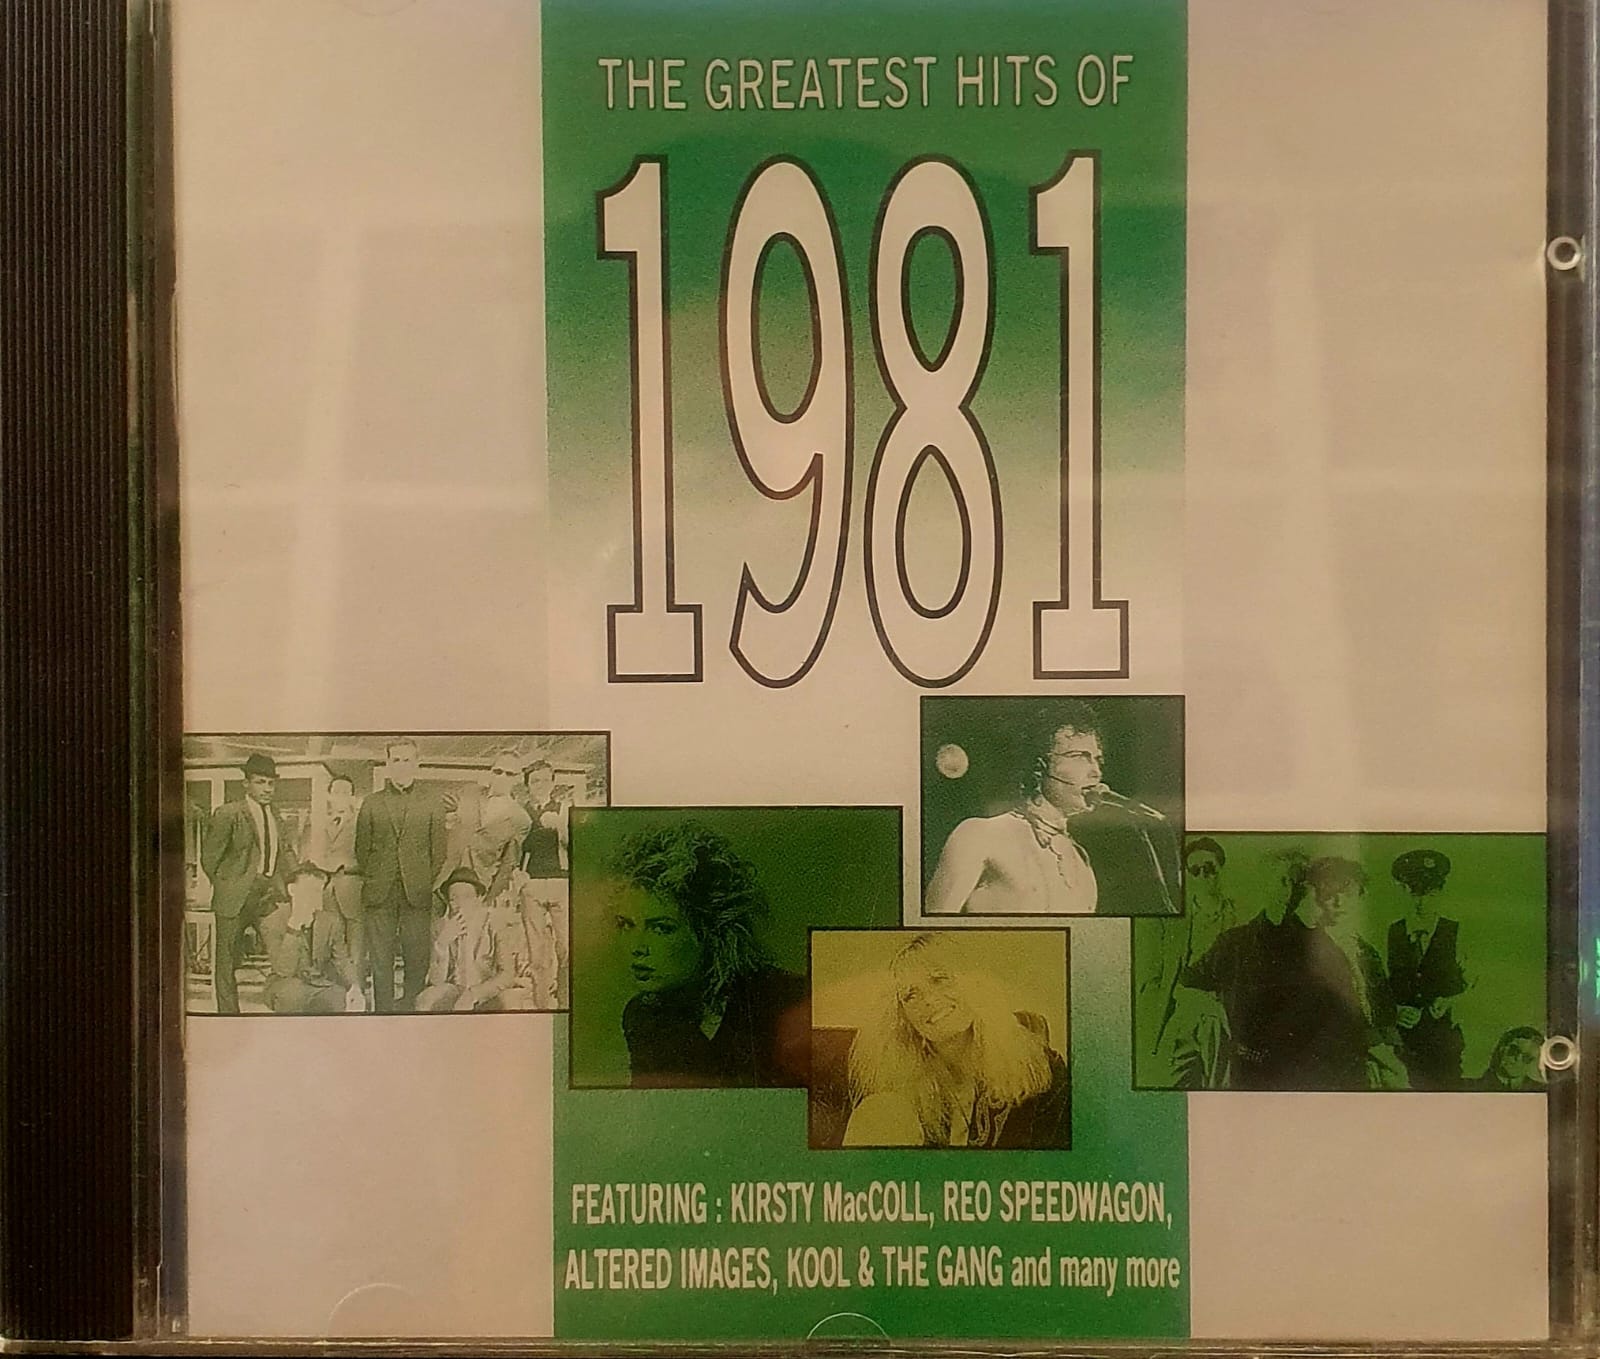 THE GREATEST HITS OF
1981
FEATURING : KIRSTY MacCOLL, REO SPEEDWAGON,
ALTERED IMAGES, KOOL & THE GANG and many more